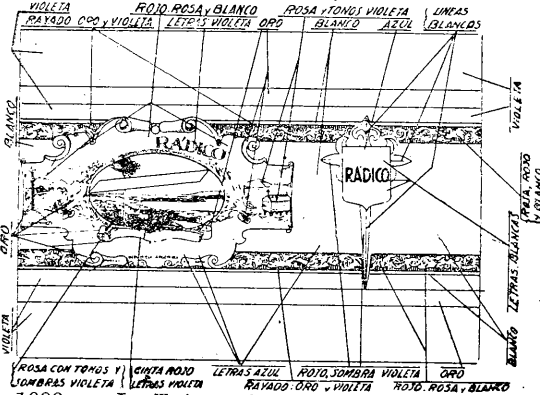 VIOLETA
ROJO. ROSA y BLANCO
ROSA y TONOS VIOLETA
LINEAS
BLANCAS
RAYADO ORO y VIOLETA
LETRAS VIOLETA
ORO
BLANCO
AZUL
BLANCO
VIOLETA
RADICO
RADICO
ROJA, ROJO
Y BLANCO
ORO
LETRAS. BLANCAS
VIOLETA
BLANCO
ROSA CON TONOS Y
SOMBRAS VIOLETA
CINTA ROJO
LETRAS VIOLETA
LETRAS AZUL
ROJO, SOMBRA VIOLETA
ORO
RAYADO: ORO y VIOLETA
ROJO. ROSA y BLANCO